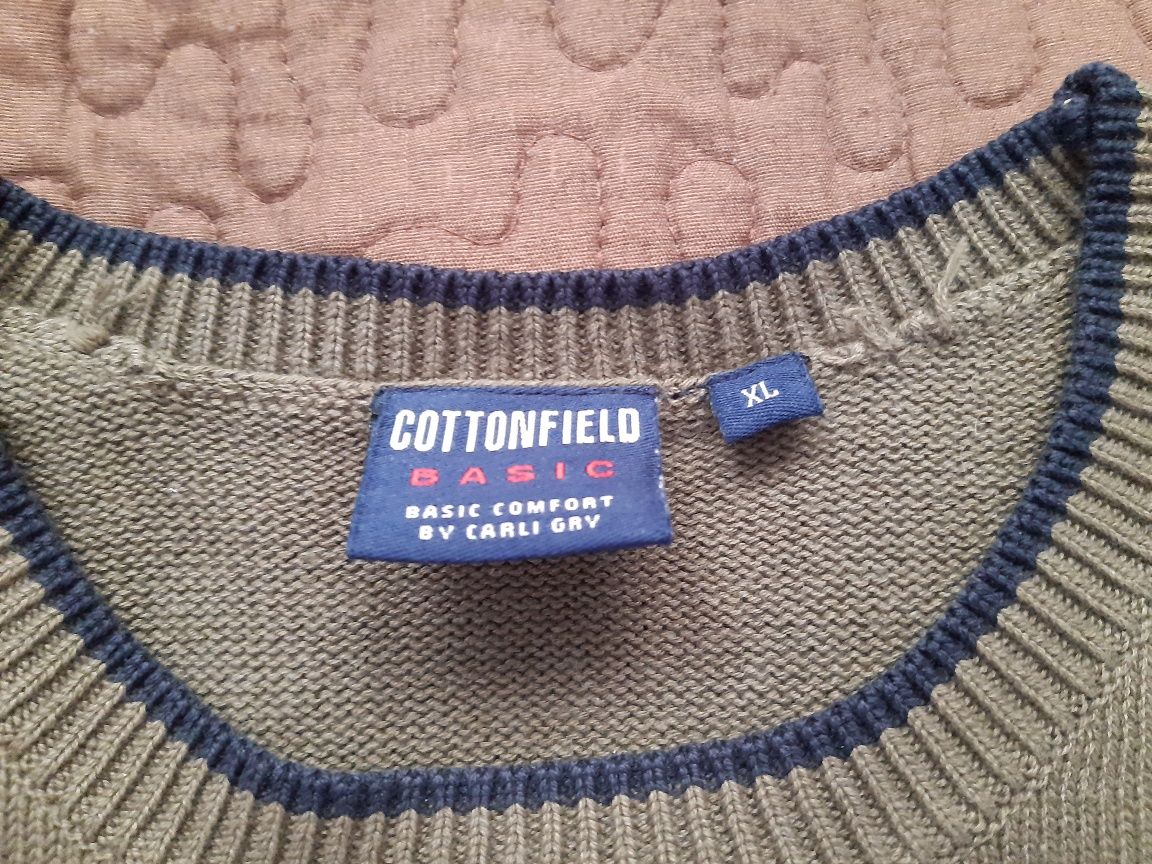 COTTONFIELD
BASIC
BASIC COMFORT
BY CARLI GRY
XL